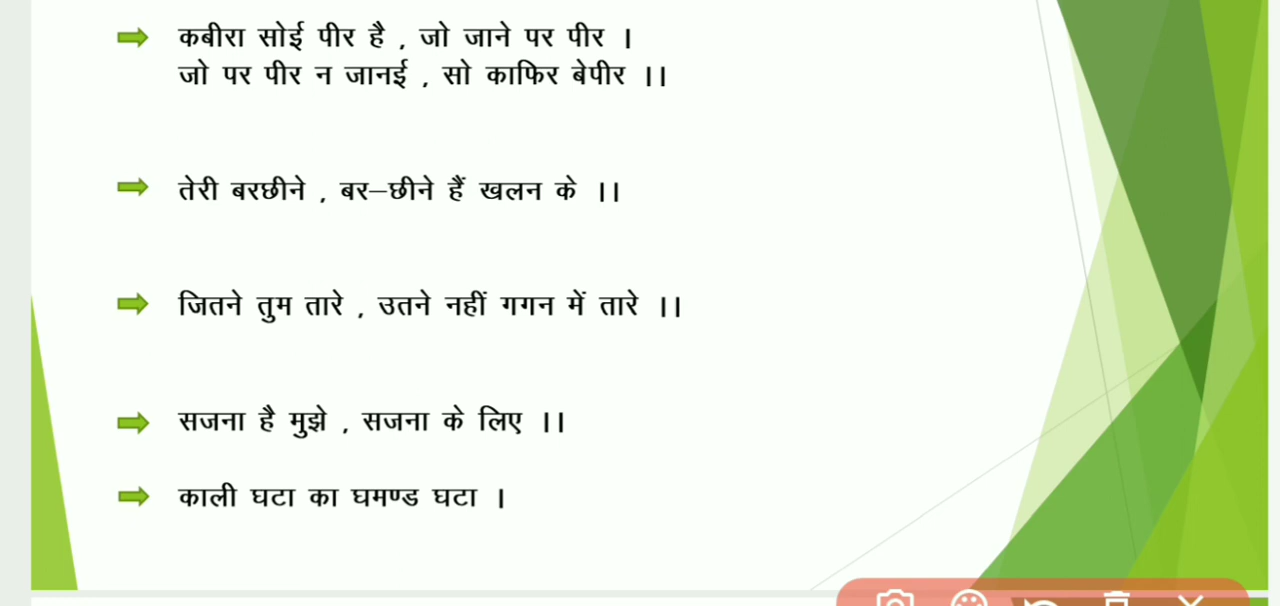 कबीरा सोई पीर है , जो जाने पर पीर ।
जो पर पीर न जानई , सो काफिर बेपीर ।।
तेरी बरछीने , बर–छीने हैं खलन के ।।
जितने तुम तारे , उतने नहीं गगन में तारे ।।
सजना है मुझे , सजना के लिए ।।
काली घटा का घमण्ड घटा ।